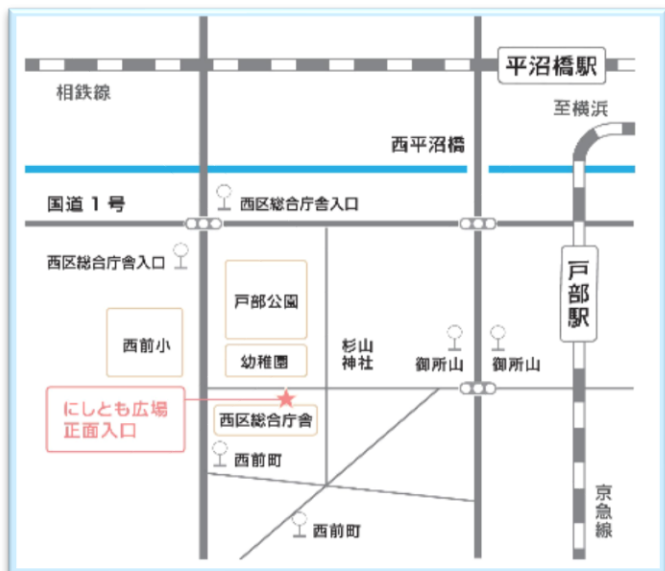 平沼橋駅
相鉄線
至横浜
西平沼橋
国道1号
西区総合庁舎入口
西区総合庁舎入口
戸部駅
戸部公園
西前小
幼稚園
杉山
神社
御所山
御所山
にしとも広場
正面入口
西区総合庁舎
西前町
京急線
西前町